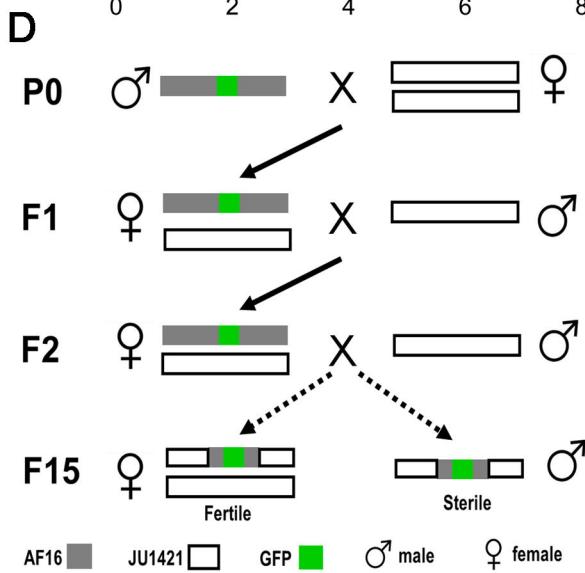 0 2 4 6 8
D
P0 X
F1 X
F2 X
F15
Fertile Sterile
AF16 JU1421 GFP male female